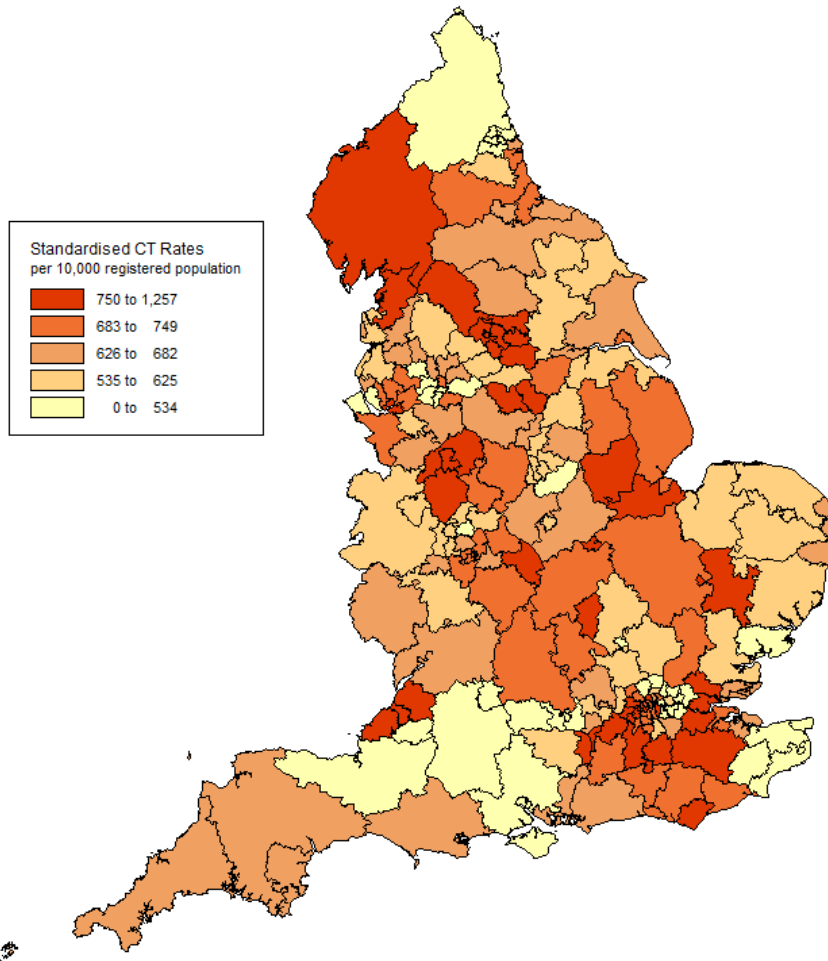 Standardised CT Rates
per 10,000 registered population
750 to 1,257
683 to 749
626 to 682
535 to 625
0 to 534